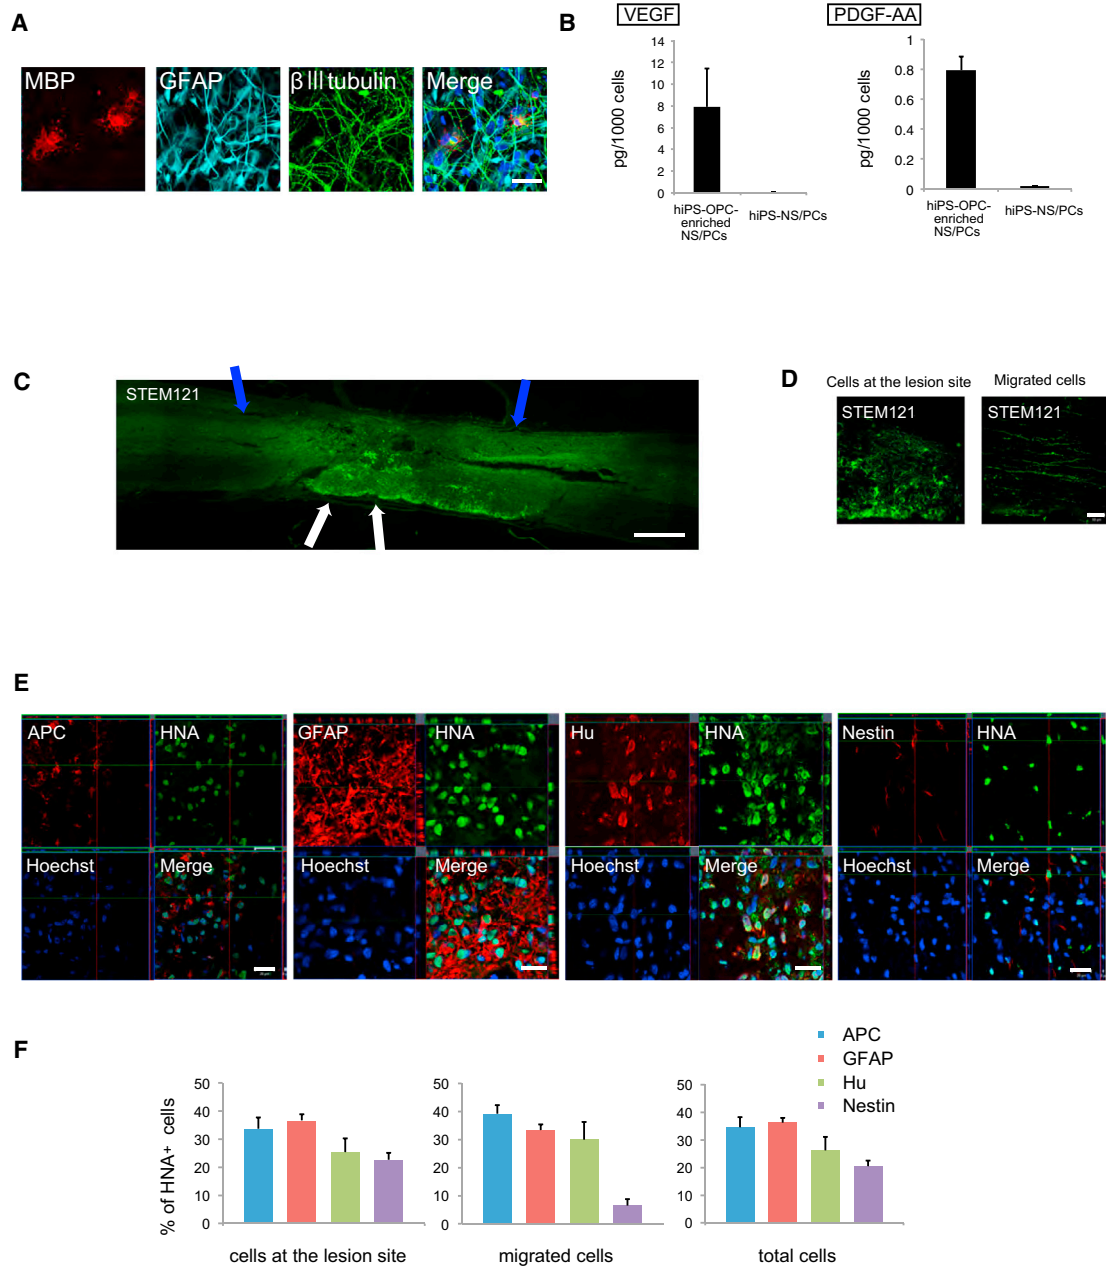 A
MBP
GFAP
β III tubulin
Merge
B
VEGF
pg/1000 cells
14
12
10
8
6
4
2
0
hiPS-OPC-
enriched
NS/PCs
hiPS-NS/PCs
PDGF-AA
pg/1000 cells
1
0.8
0.6
0.4
0.2
0
hiPS-OPC-
enriched
NS/PCs
hiPS-NS/PCs
C
STEM121
D
Cells at the lesion site
STEM121
Migrated cells
STEM121
E
APC
HNA
Hoechst
Merge
GFAP
HNA
Hoechst
Merge
Hu
HNA
Hoechst
Merge
Nestin
HNA
Hoechst
Merge
F
APC
GFAP
Hu
Nestin
% of HNA+ cells
50
40
30
20
10
0
cells at the lesion site
50
40
30
20
10
0
migrated cells
50
40
30
20
10
0
total cells